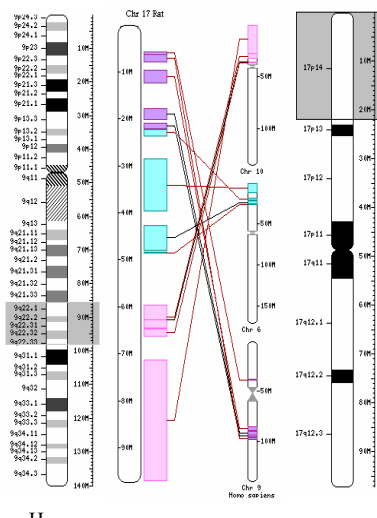 9p24.3
9p24.2
9p24.1
9p23
9p22.3
9p22.2
9p22.1
9p21.3
9p21.2
9p21.1
9p13.3
9p13.2
9p13.1
9p12
9p11.2
9p11.1
9q11
9q12
9q13
9q21.11
9q21.12
9q21.13
9q21.2
9q21.31
9q21.32
9q21.33
9q22.1
9q22.2
9q22.31
9q22.32
9q22.33
9q31.1
9q31.2
9q31.3
9q32
9q33.1
9q33.2
9q33.3
9q34.11
9q34.12
9q34.13
9q34.2
9q34.3
10M
20M
30M
40M
50M
60M
70M
80M
90M
100M
110M
120M
130M
140M
Chr 17 Rat
10M
20M
30M
40M
50M
60M
70M
80M
90M
50M
100M
Chr 10
50M
100M
150M
Chr 6
50M
100M
Chr 9
Homo sapiens
17p14
17p13
17p12
17p11
17q11
17q12.1
17q12.2
17q12.3
10M
20M
30M
40M
50M
60M
70M
80M
90M
H